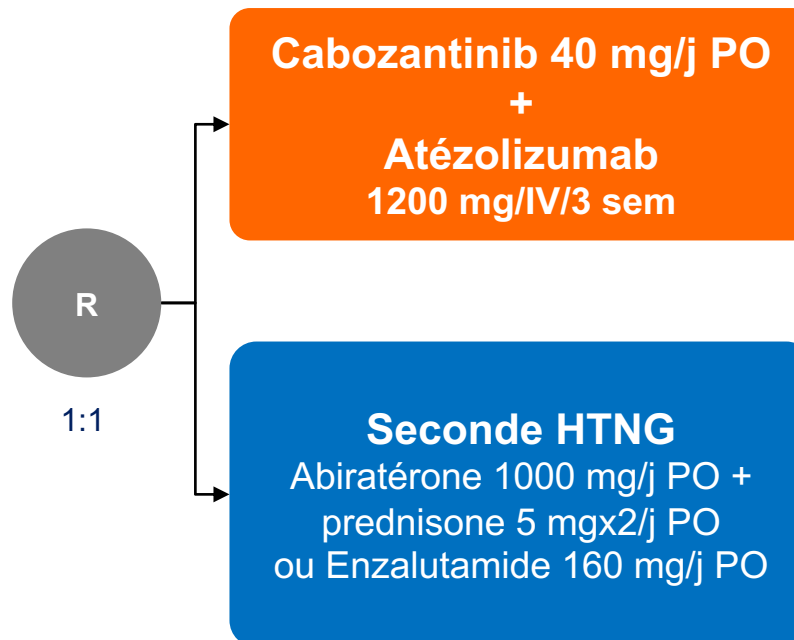 Cabozantinib 40 mg/j PO
+
Atézolizumab
1200 mg/IV/3 sem
R
1:1
Seconde HTNG
Abiratérone 1000 mg/j PO +
prednisone 5 mgx2/j PO
ou Enzalutamide 160 mg/j PO